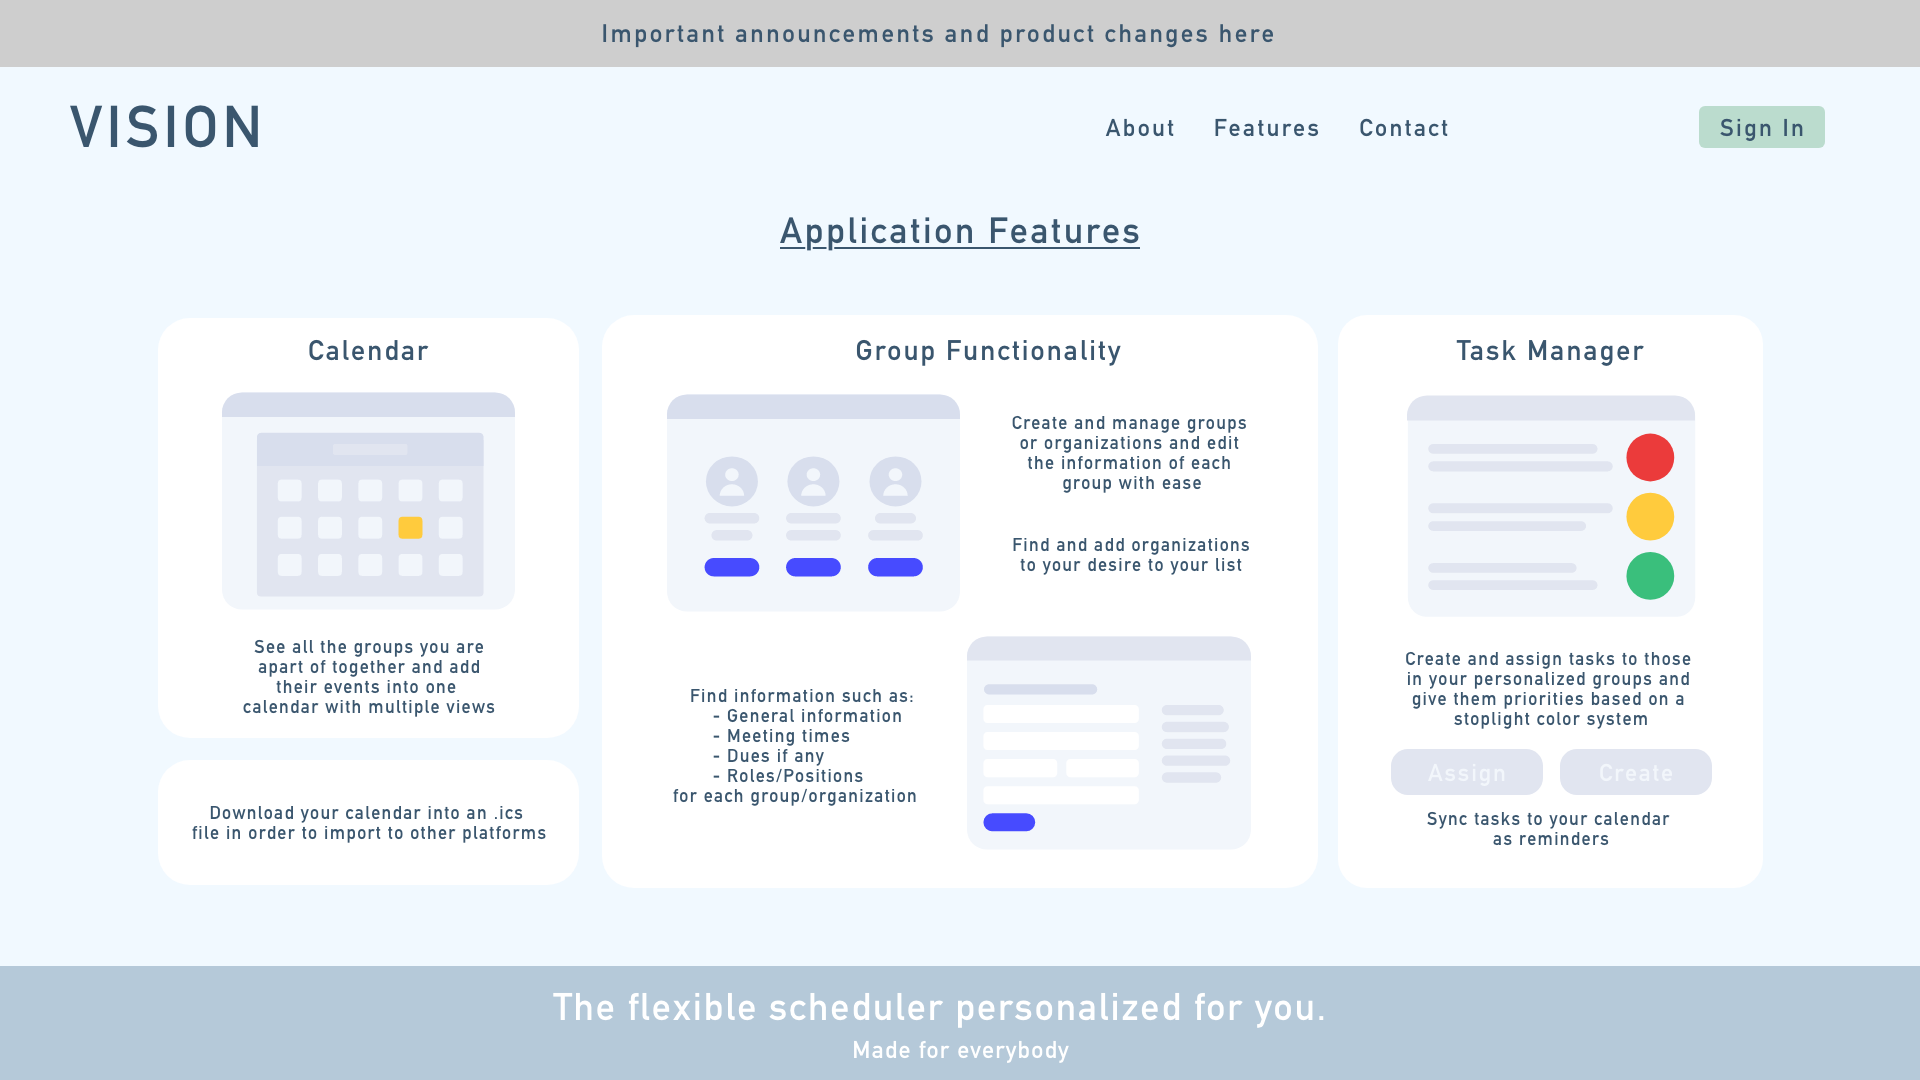 Important announcements and product changes here
VISION
About Features Contact
Sign In
Application Features
Calendar
See all the groups you are
apart of together and add
their events into one
calendar with multiple views
Download your calendar into an .ics
file in order to import to other platforms
Group Functionality
Create and manage groups
or organizations and edit
the information of each
group with ease
Find and add organizations
to your desire to your list
Find information such as:
- General information
- Meeting times
- Dues if any
- Roles/Positions
for each group/organization
Task Manager
Create and assign tasks to those
in your personalized groups and
give them priorities based on a
stoplight color system
Assign Create
Sync tasks to your calendar
as reminders
The flexible scheduler personalized for you.
Made for everybody